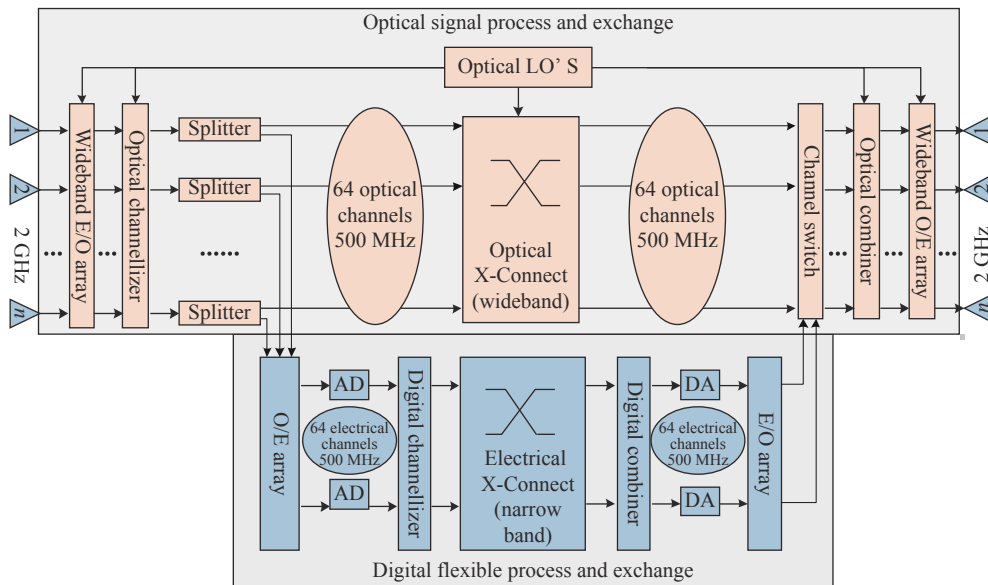 Optical signal process and exchange
Optical LO' S
1
2
2 GHz
n
Wideband E/O array
Optical channellizer
Splitter
Splitter
Splitter
64 optical
channels
500 MHz
Optical
X-Connect
(wideband)
64 optical
channels
500 MHz
Channel switch
Optical combiner
Wideband O/E array
1
2
2 GHz
n
......
......
......
......
......
......
......
O/E array
AD
64 electrical
channels
500 MHz
AD
Digital channellizer
Electrical
X-Connect
(narrow
band)
Digital combiner
DA
64 electrical
channels
500 MHz
DA
E/O array
Digital flexible process and exchange